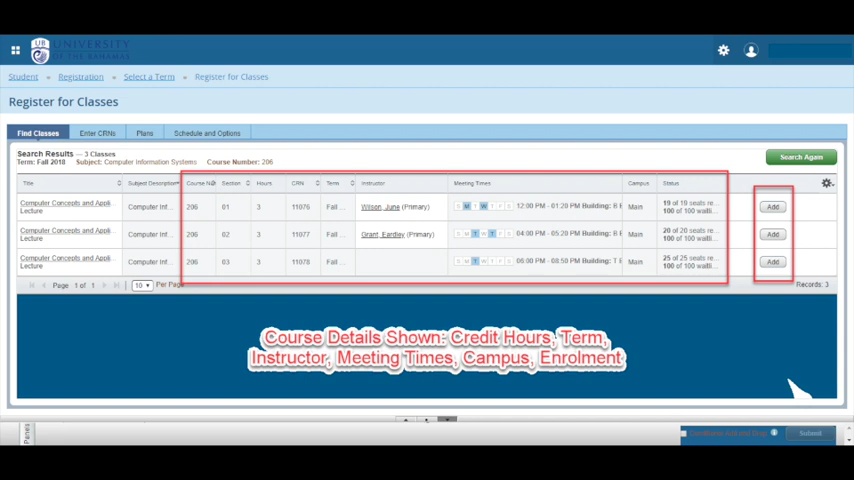 UB
UNIVERSITY
OF THE BAHAMAS
Student Registration Select a Term Register for Classes
Register for Classes
Find Classes Enter CRNs Plans Schedule and Options
Search Results — 3 Classes
Term: Fall 2018 Subject: Computer Information Systems Course Number: 206
Search Again
Title Subject Description Course Nu Section Hours CRN Term Instructor Meeting Times Campus Status
Computer Concepts and Appli... Computer Inf... 206 01 3 11076 Fall ... Wilson, June (Primary) S M T W T F S 12:00 PM - 01:20 PM Building: B Main 19 of 19 seats re... Add
Lecture 100 of 100 waitli...
Computer Concepts and Appli... Computer Inf... 206 02 3 11077 Fall ... Grant, Eardley (Primary) S M T W T F S 04:00 PM - 05:20 PM Building: B Main 20 of 20 seats re... Add
Lecture 100 of 100 waitli...
Computer Concepts and Appli... Computer Inf... 206 03 3 11078 Fall ... S M T W T F S 06:00 PM - 08:50 PM Building: T Main 25 of 25 seats re... Add
Lecture 100 of 100 waitli...
Page 1 of 1 10 Per Page Records: 3
Course Details Shown: Credit Hours, Term,
Instructor, Meeting Times, Campus, Enrolment
Panels
Conditional Add and Drop Submit